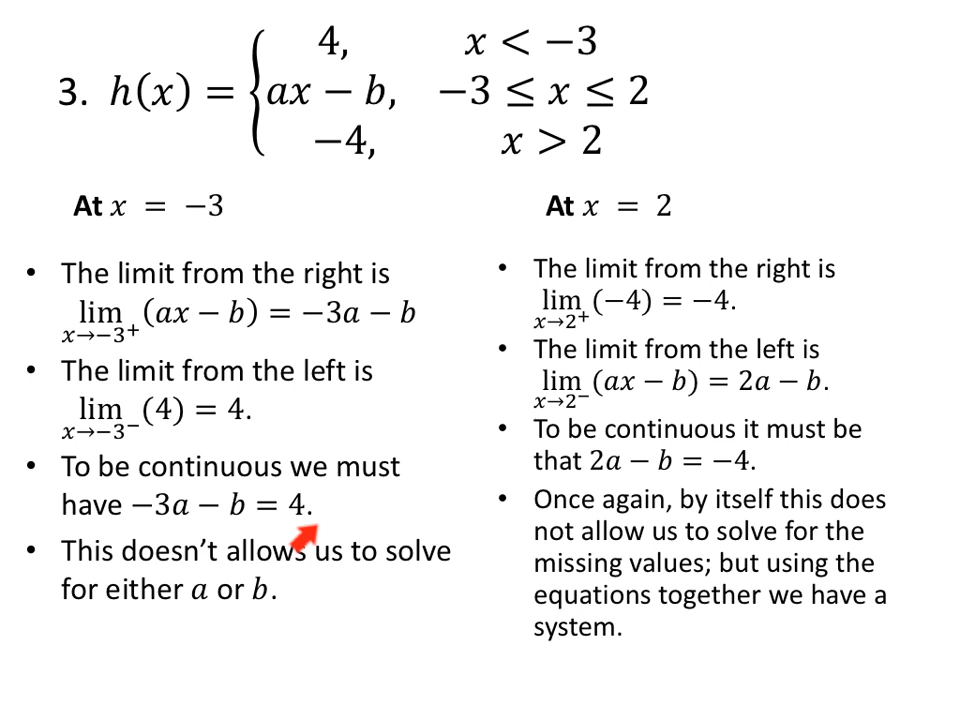 3. h(x) = { 4, x < −3
ax − b, −3 ≤ x ≤ 2
−4, x > 2
At x = −3
• The limit from the right is
lim x→−3⁺ (ax − b) = −3a − b
• The limit from the left is
lim x→−3⁻ (4) = 4.
• To be continuous we must
have −3a − b = 4.
• This doesn’t allows us to solve
for either a or b.
At x = 2
• The limit from the right is
lim x→2⁺ (−4) = −4.
• The limit from the left is
lim x→2⁻ (ax − b) = 2a − b.
• To be continuous it must be
that 2a − b = −4.
• Once again, by itself this does
not allow us to solve for the
missing values; but using the
equations together we have a
system.